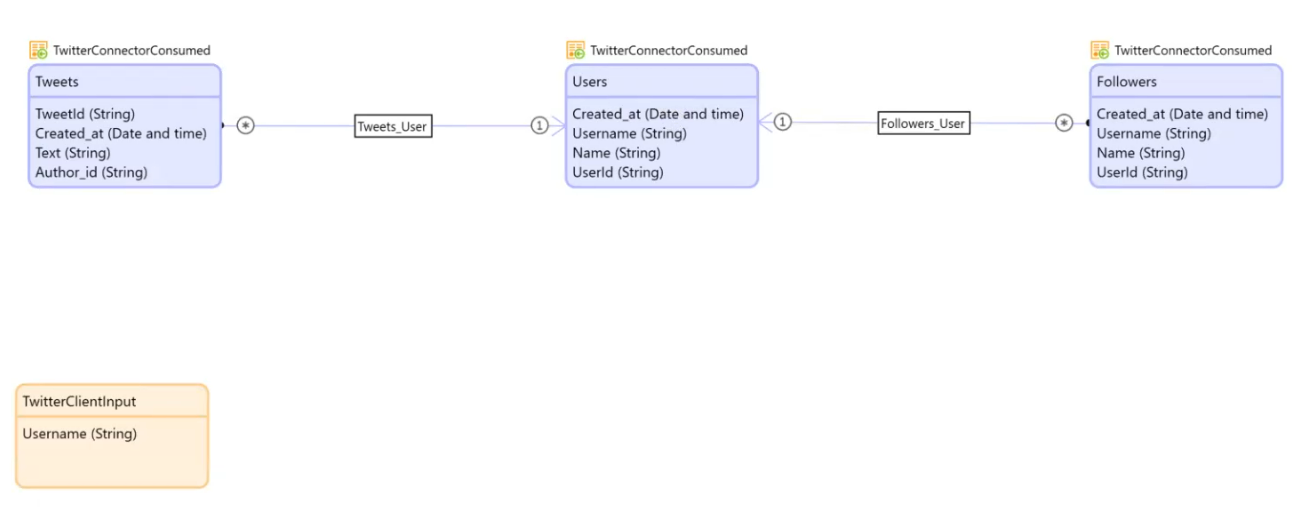 TwitterConnectorConsumed
Tweets
TweetId (String)
Created_at (Date and time)
Text (String)
Author_id (String)
*
Tweets_User
1
TwitterConnectorConsumed
Users
Created_at (Date and time)
Username (String)
Name (String)
UserId (String)
1
Followers_User
*
TwitterConnectorConsumed
Followers
Created_at (Date and time)
Username (String)
Name (String)
UserId (String)
TwitterClientInput
Username (String)